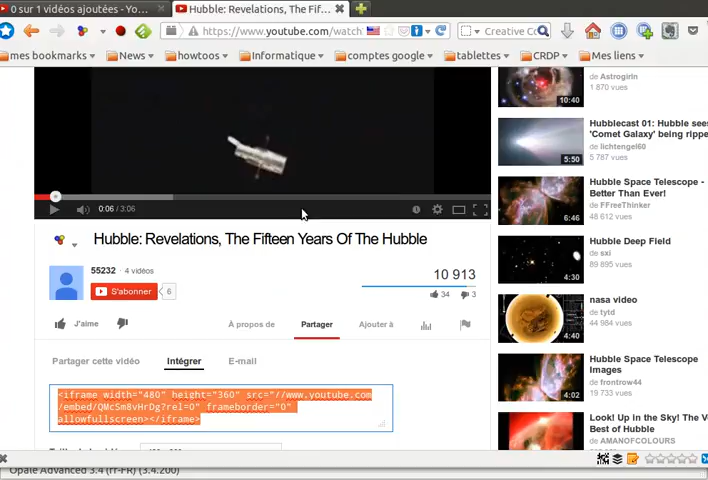 0 sur 1 vidéos ajoutées - Yo...
Hubble: Revelations, The Fif...
https://www.youtube.com/watch
Creative Co
mes bookmarks
News
howtoos
Informatique
comptes google
tablettes
CRDP
Mes liens
0:06 / 3:06
Hubble: Revelations, The Fifteen Years Of The Hubble
55232 · 4 vidéos
S'abonner 6
10 913
34 3
J'aime
À propos de
Partager
Ajouter à
Partager cette vidéo
Intégrer
E-mail
<iframe width="480" height="360" src="//www.youtube.com
/embed/QMcSm8vHrDg?rel=0" frameborder="0"
allowfullscreen></iframe>
de Astrogirln
1 870 vues
10:40
Hubblecast 01: Hubble sees
'Comet Galaxy' being rippe
de lichtengel60
5 787 vues
5:50
Hubble Space Telescope -
Better Than Ever!
de FFreeThinker
48 612 vues
6:46
Hubble Deep Field
de sxi
89 895 vues
4:30
nasa video
de tytd
44 984 vues
4:40
Hubble Space Telescope
Images
de frontrow44
4:02
Look! Up in the Sky! The V
Best of Hubble
de AMANOFCOLOURS
Opale Advanced 3.4 (fr-FR) (3.4.200)